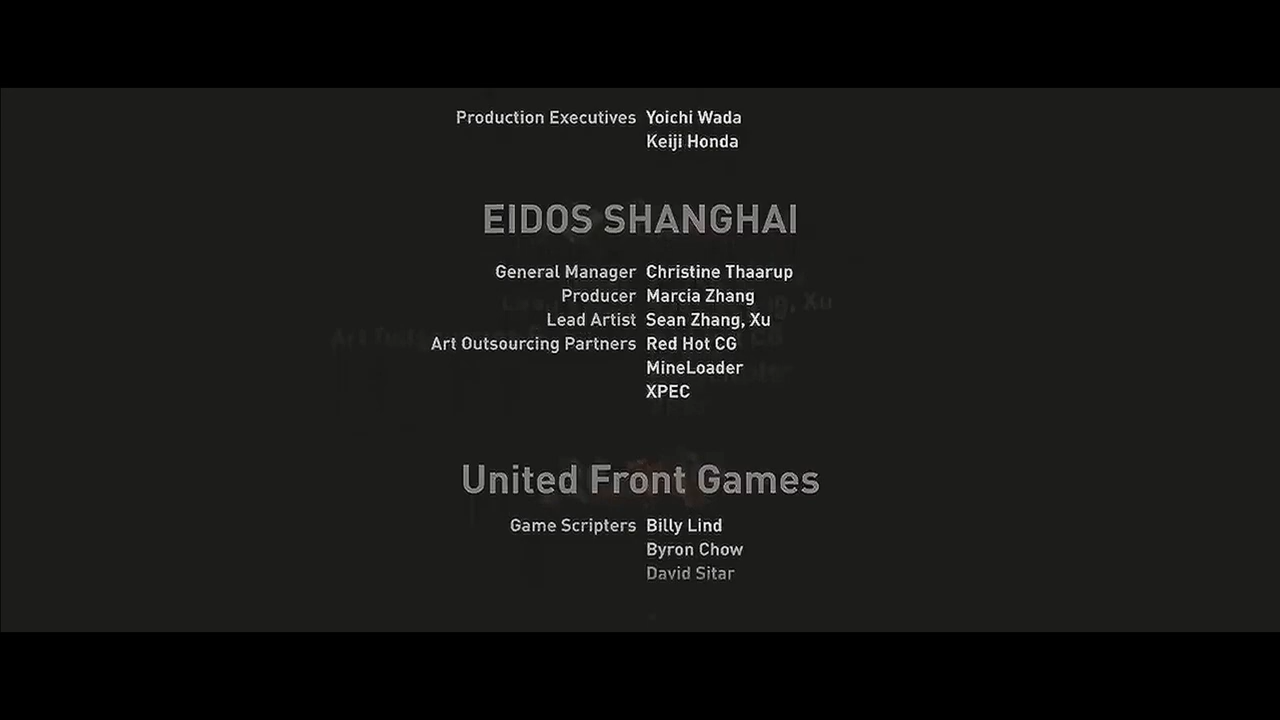 Production Executives Yoichi Wada
Keiji Honda
EIDOS SHANGHAI
General Manager Christine Thaarup
Producer Marcia Zhang
Lead Artist Sean Zhang, Xu
Art Outsourcing Partners Red Hot CG
MineLoader
XPEC
United Front Games
Game Scripters Billy Lind
Byron Chow
David Sitar